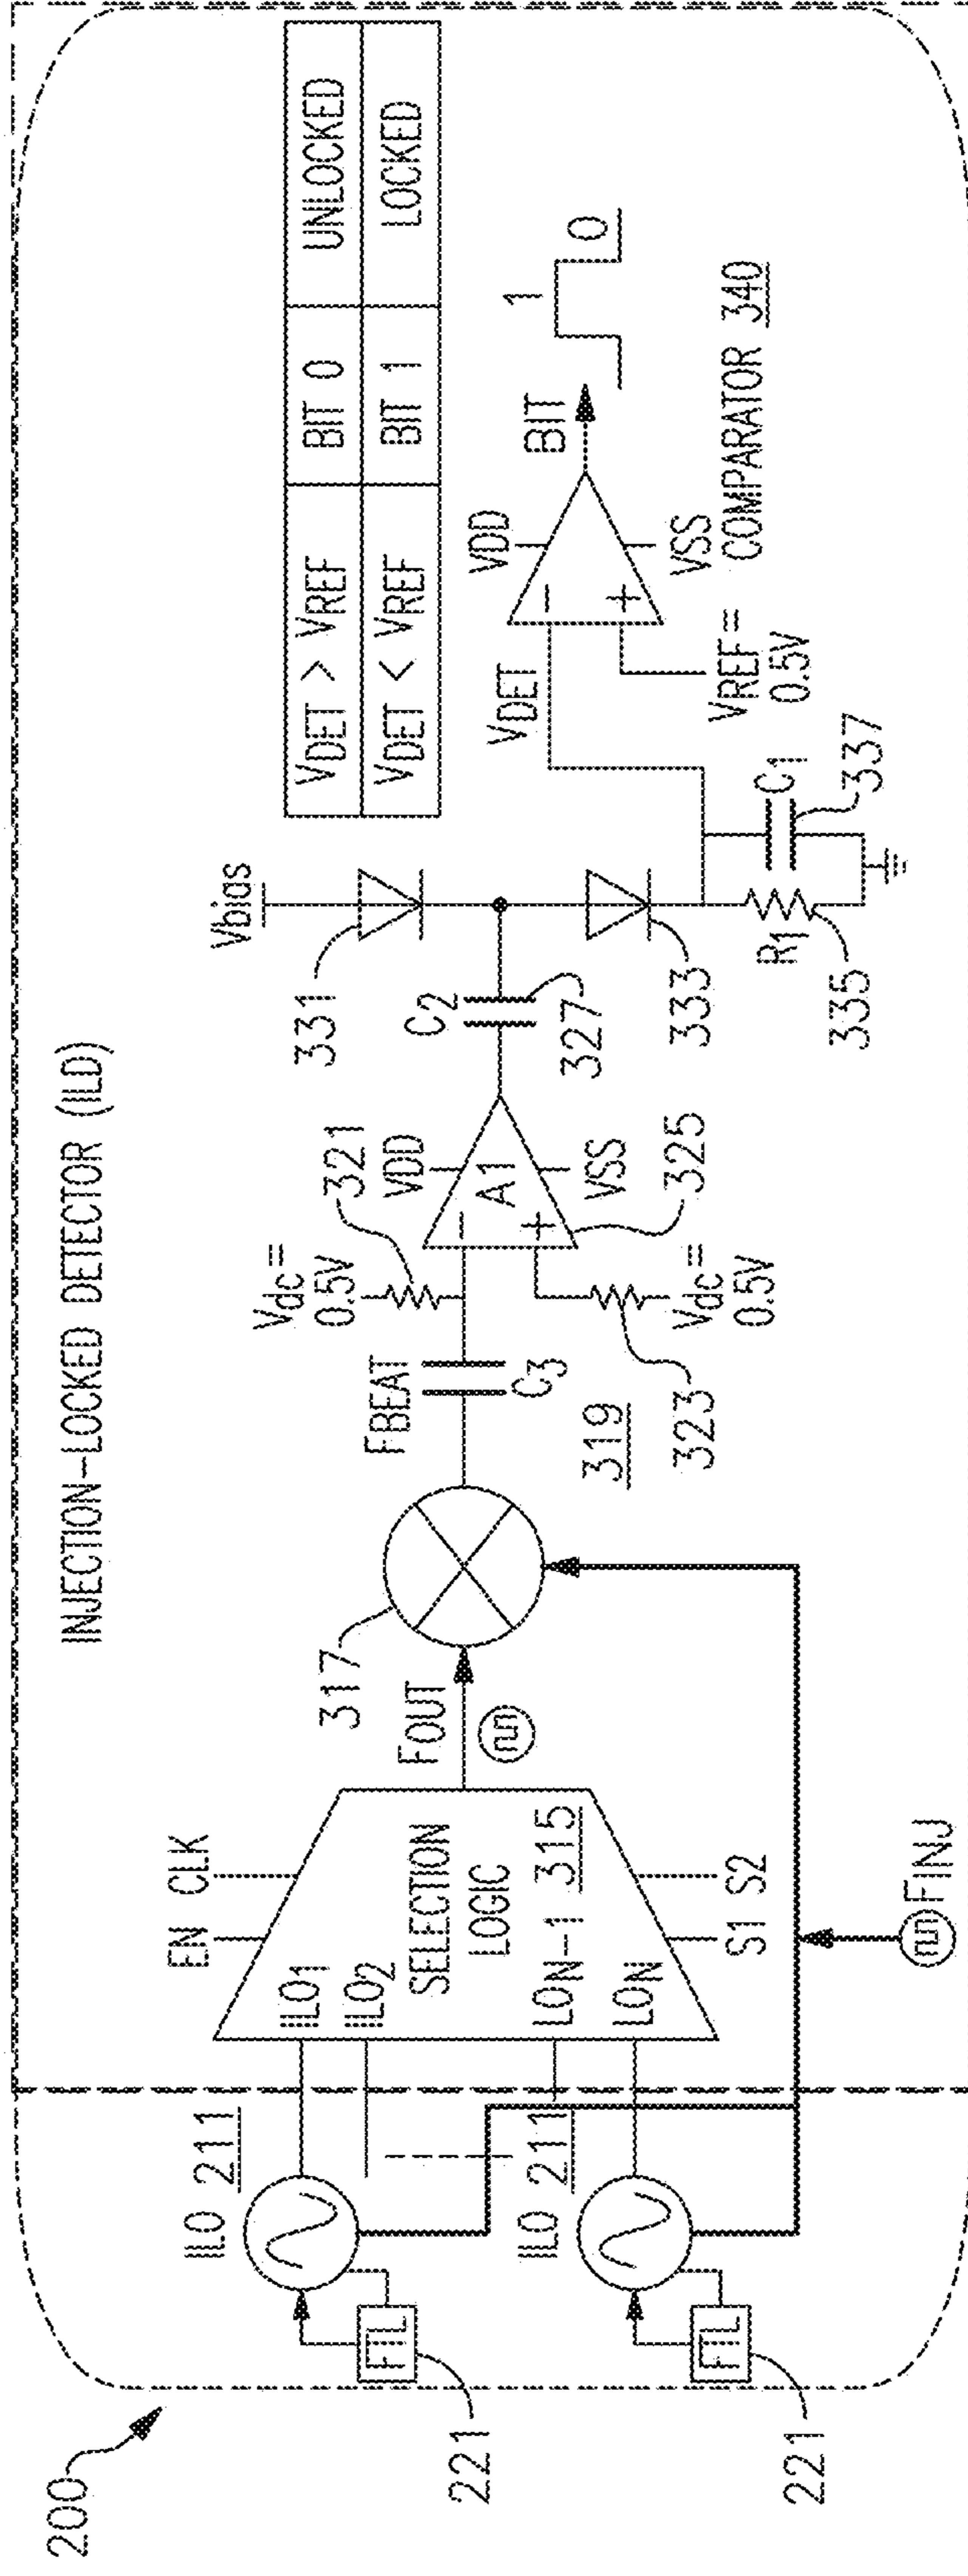 200
INJECTION-LOCKED DETECTOR (ILD)
VDET > VREF BIT 0 UNLOCKED
VDET < VREF BIT 1 LOCKED
ILO 211
ILO 211
FTL
FTL
221
221
EN CLK
ILO1
ILO2
LON-1
LON
SELECTION
LOGIC
315
S1 S2
FINJ
FOUT
317
FBEAT
C3
319
Vdc=
0.5V
321
Vdc=
0.5V
323
VDD
−
+
A1
VSS
325
C2
327
Vbias
331
333
R1
335
C1
337
VDET
VREF=
0.5V
VDD
−
+
VSS
BIT
1
0
COMPARATOR 340